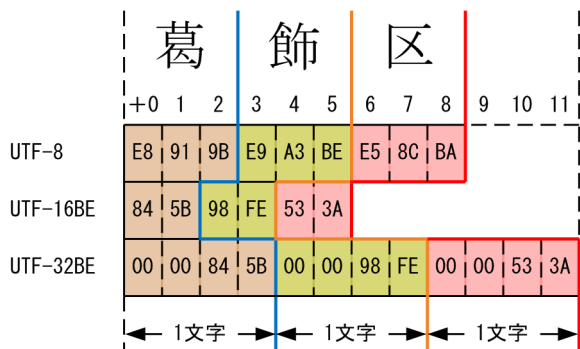 葛飾区
+0 1 2 3 4 5 6 7 8 9 10 11
UTF-8 E8 91 9B E9 A3 BE E5 8C BA
UTF-16BE 84 5B 98 FE 53 3A
UTF-32BE 00 00 84 5B 00 00 98 FE 00 00 53 3A
1文字 1文字 1文字